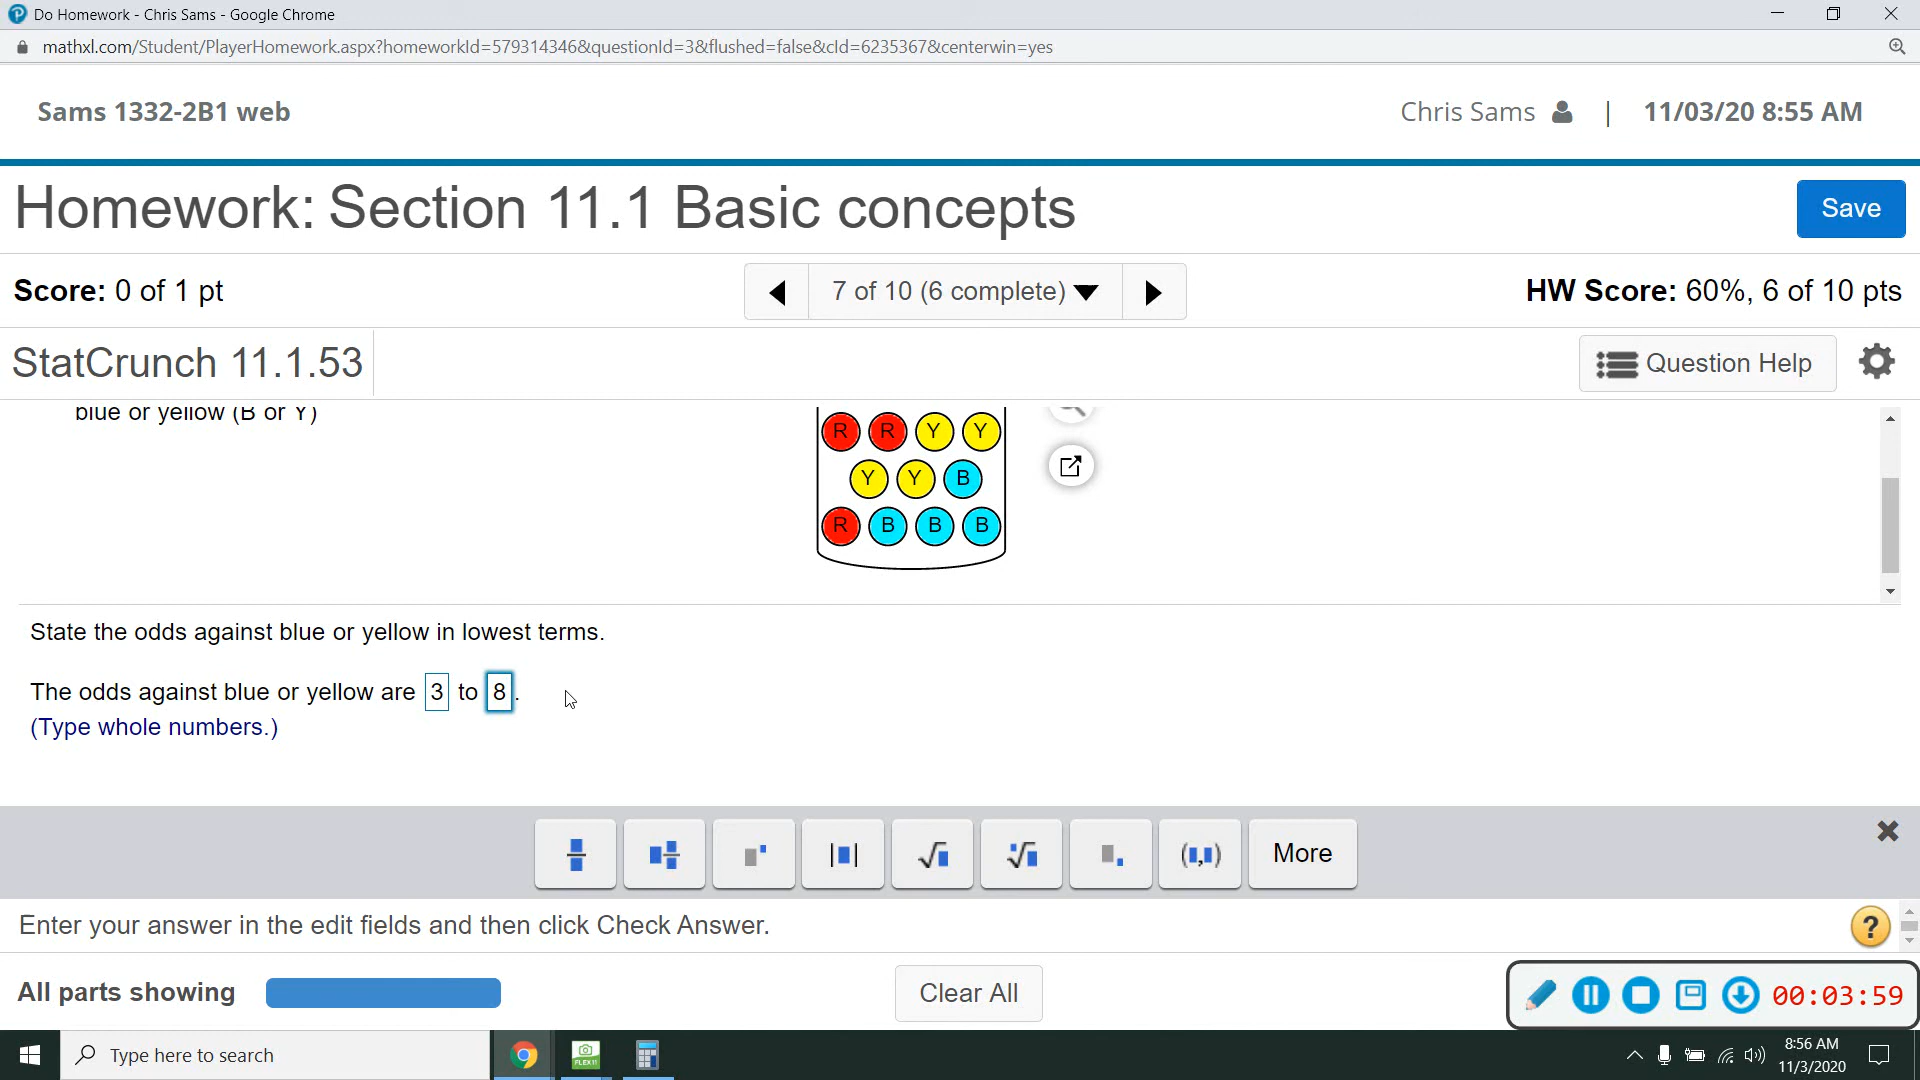 Do Homework - Chris Sams - Google Chrome
mathxl.com/Student/PlayerHomework.aspx?homeworkId=579314346&questionId=3&flushed=false&cId=6235367&centerwin=yes
Sams 1332-2B1 web
Chris Sams | 11/03/20 8:55 AM
Homework: Section 11.1 Basic concepts
Save
Score: 0 of 1 pt
7 of 10 (6 complete)
HW Score: 60%, 6 of 10 pts
StatCrunch 11.1.53
Question Help
blue or yellow (B or Y)
R R Y Y
Y Y B
R B B B
State the odds against blue or yellow in lowest terms.
The odds against blue or yellow are 3 to 8.
(Type whole numbers.)
More
Enter your answer in the edit fields and then click Check Answer.
?
All parts showing
Clear All
00:03:59
Type here to search
FLEX11
8:56 AM
11/3/2020